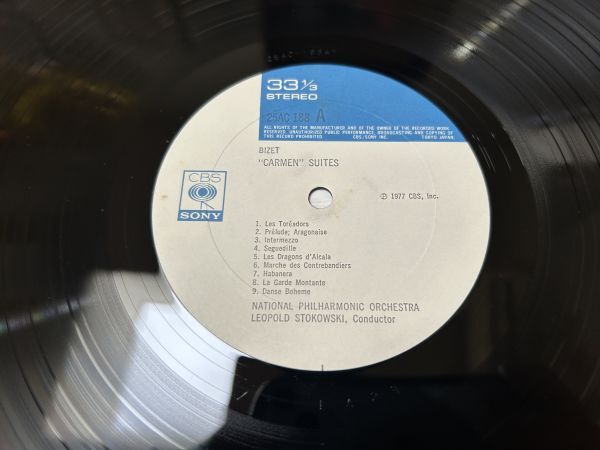 33 1/3
STEREO
25AC 188 A
ALL RIGHTS OF THE MANUFACTURER AND OF THE OWNER OF THE RECORDED WORK
RESERVED. UNAUTHORIZED PUBLIC PERFORMANCE, BROADCASTING AND COPYING OF
THIS RECORD PROHIBITED CBS/SONY INC. TOKYO JAPAN.
BIZET
"CARMEN" SUITES
CBS
SONY
Ⓟ 1977 CBS, Inc.
1. Les Toréadors
2. Prélude; Aragonaise
3. Intermezzo
4. Seguedille
5. Les Dragons d'Alcala
6. Marche des Contrebandiers
7. Habanera
8. La Garde Montante
9. Danse Boheme
NATIONAL PHILHARMONIC ORCHESTRA
LEOPOLD STOKOWSKI, Conductor